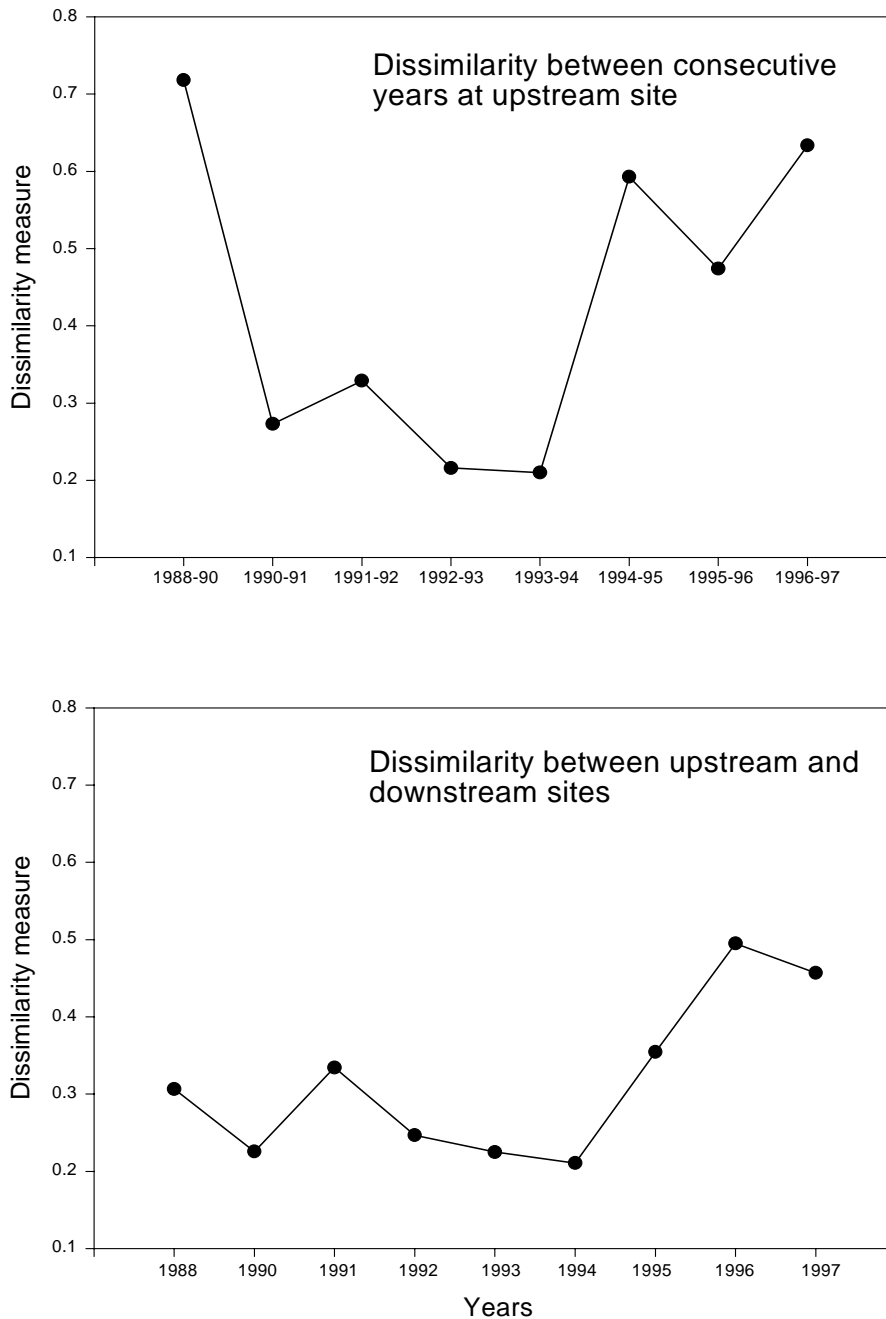 Dissimilarity between consecutive
years at upstream site
Dissimilarity measure
0.8
0.7
0.6
0.5
0.4
0.3
0.2
0.1
1988-90 1990-91 1991-92 1992-93 1993-94 1994-95 1995-96 1996-97
Dissimilarity between upstream and
downstream sites
Dissimilarity measure
0.8
0.7
0.6
0.5
0.4
0.3
0.2
0.1
1988 1990 1991 1992 1993 1994 1995 1996 1997
Years